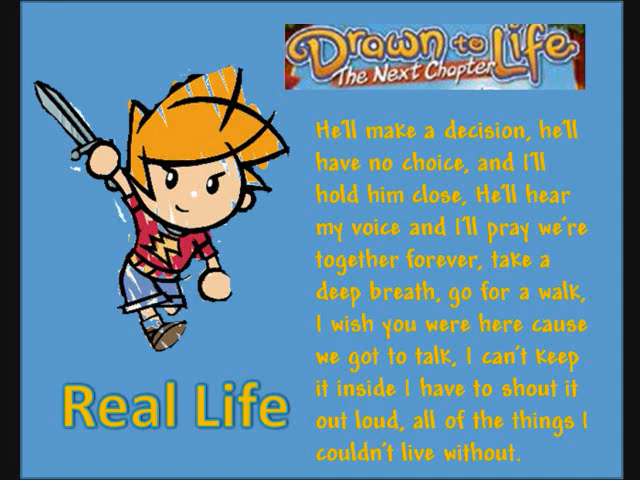 Drawn to Life
The Next Chapter
He'll make a decision, he'll
have no choice, and I'll
hold him close, He'll hear
my voice and I'll pray we're
together forever, take a
deep breath, go for a walk,
I wish you were here cause
we got to talk, I can't keep
it inside I have to shout it
out loud, all of the things I
couldn't live without.
Real Life